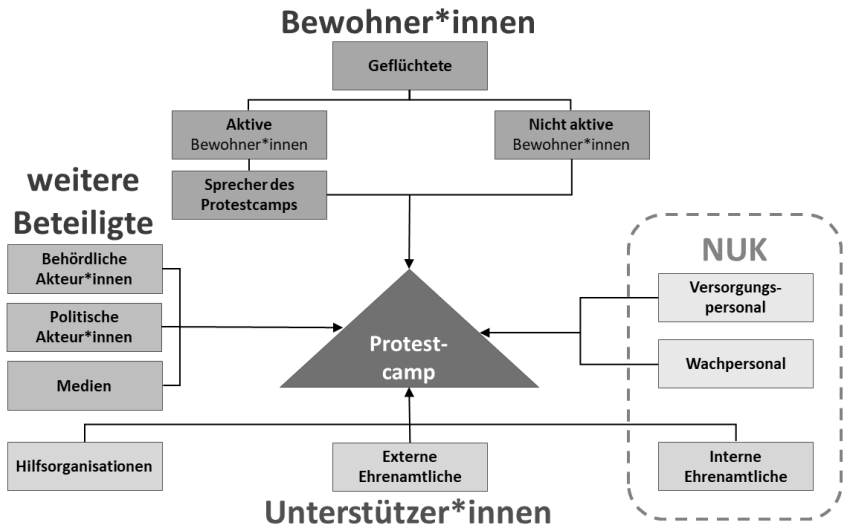 Bewohner*innen
Geflüchtete
Aktive
Bewohner*innen
Nicht aktive
Bewohner*innen
Sprecher des
Protestcamps
weitere
Beteiligte
Behördliche
Akteur*innen
Politische
Akteur*innen
Medien
Protest-
camp
NUK
Versorgungs-
personal
Wachpersonal
Hilfsorganisationen
Externe
Ehrenamtliche
Interne
Ehrenamtliche
Unterstützer*innen